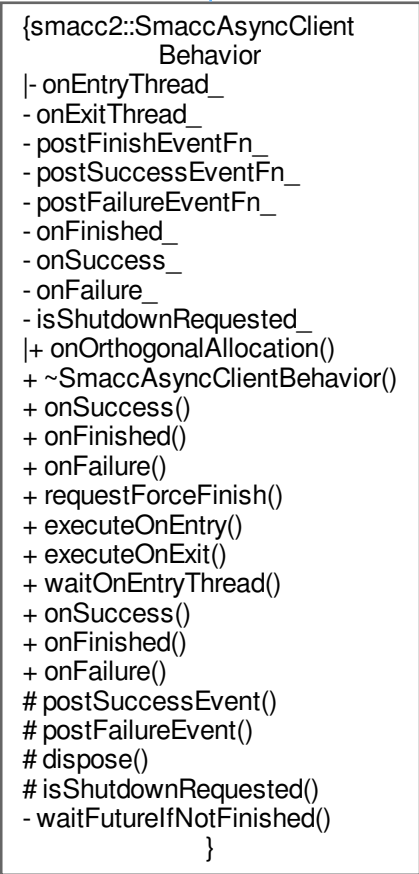 {smacc2::SmaccAsyncClient
Behavior
|- onEntryThread_
- onExitThread_
- postFinishEventFn_
- postSuccessEventFn_
- postFailureEventFn_
- onFinished_
- onSuccess_
- onFailure_
- isShutdownRequested_
|+ onOrthogonalAllocation()
+ ~SmaccAsyncClientBehavior()
+ onSuccess()
+ onFinished()
+ onFailure()
+ requestForceFinish()
+ executeOnEntry()
+ executeOnExit()
+ waitOnEntryThread()
+ onSuccess()
+ onFinished()
+ onFailure()
# postSuccessEvent()
# postFailureEvent()
# dispose()
# isShutdownRequested()
- waitFutureIfNotFinished()
}